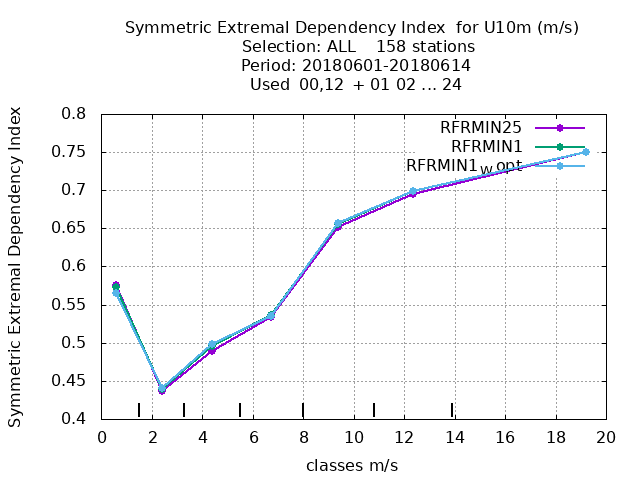 Symmetric Extremal Dependency Index for U10m (m/s)
Selection: ALL 158 stations
Period: 20180601-20180614
Used 00,12 + 01 02 ... 24
Symmetric Extremal Dependency Index
0.8
0.75
0.7
0.65
0.6
0.55
0.5
0.45
0.4
RFRMIN25
RFRMIN1
RFRMIN1w opt
0 2 4 6 8 10 12 14 16 18 20
classes m/s